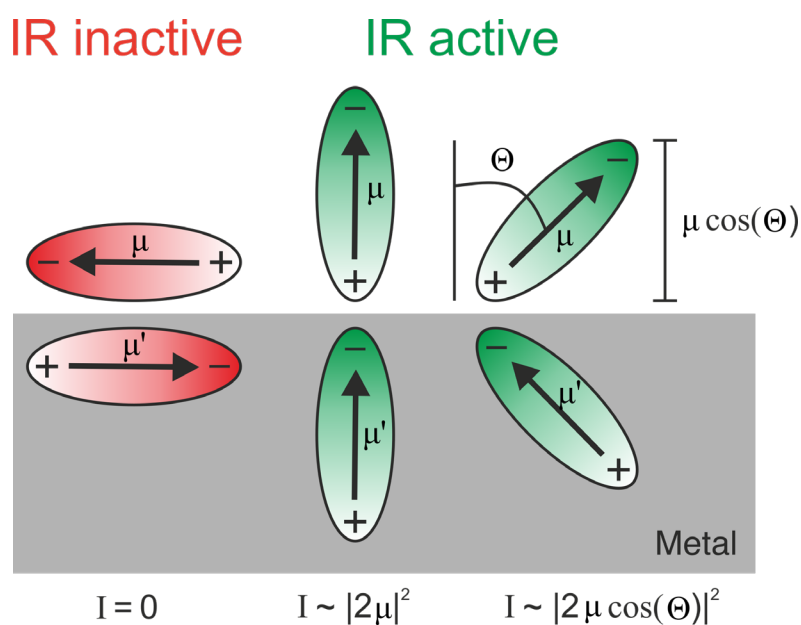 IR inactive
IR active
−
μ
Θ
−
μ cos(Θ)
μ
μ
− +
+
+
+ μ' −
−
−
μ'
μ'
+
+
Metal
I = 0
I ~ |2μ|²
I ~ |2 μ cos(Θ)|²